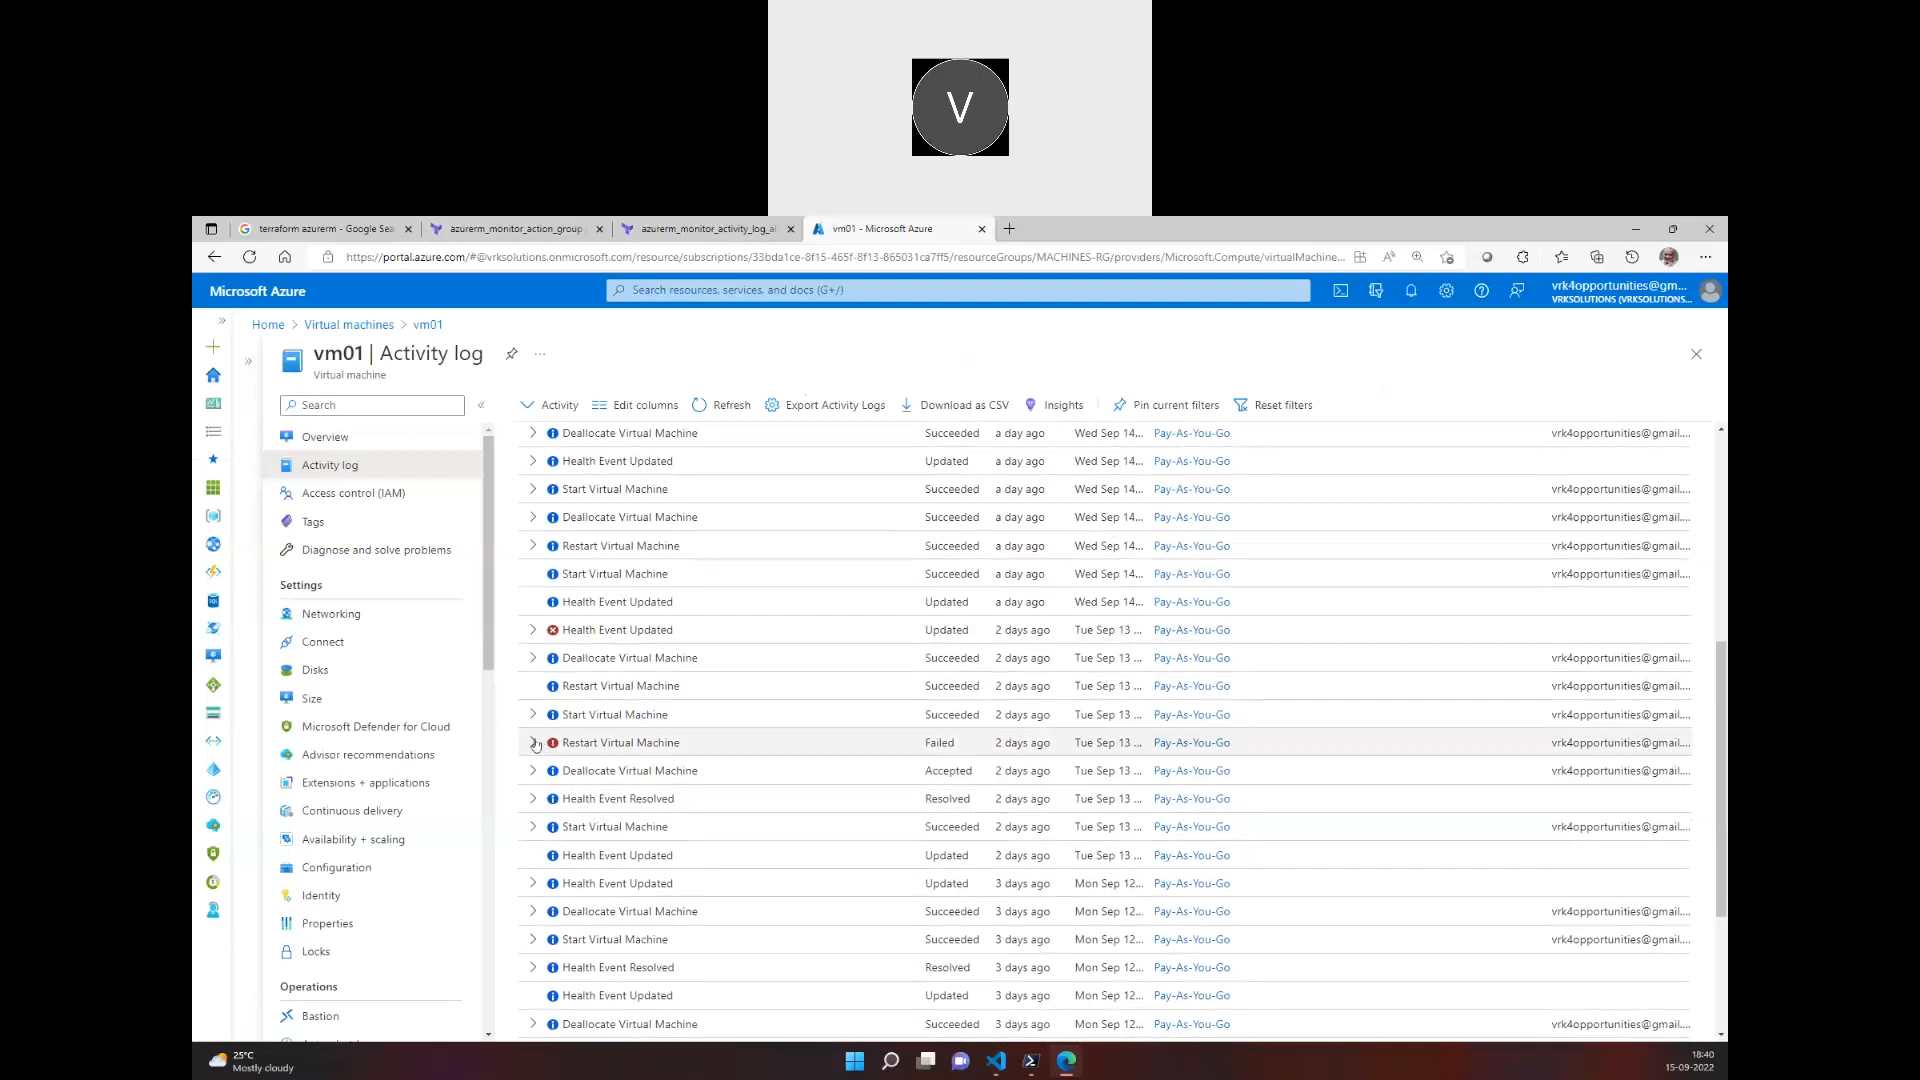 V
terraform azurerm - Google Sea
azurerm_monitor_action_group
azurerm_monitor_activity_log_al
vm01 - Microsoft Azure
https://portal.azure.com/#@vrksolutions.onmicrosoft.com/resource/subscriptions/33bda1ce-8f15-465f-8f13-865031ca7ff5/resourceGroups/MACHINES-RG/providers/Microsoft.Compute/virtualMachine...
Microsoft Azure
Search resources, services, and docs (G+/)
vrk4opportunities@gm...
VRKSOLUTIONS (VRKSOLUTIONS...
Home > Virtual machines > vm01
vm01 | Activity log
Virtual machine
Search
Activity Edit columns Refresh Export Activity Logs Download as CSV Insights Pin current filters Reset filters
Overview
Activity log
Access control (IAM)
Tags
Diagnose and solve problems
Settings
Networking
Connect
Disks
Size
Microsoft Defender for Cloud
Advisor recommendations
Extensions + applications
Continuous delivery
Availability + scaling
Configuration
Identity
Properties
Locks
Operations
Bastion
Deallocate Virtual Machine Succeeded a day ago Wed Sep 14... Pay-As-You-Go vrk4opportunities@gmail....
Health Event Updated Updated a day ago Wed Sep 14... Pay-As-You-Go
Start Virtual Machine Succeeded a day ago Wed Sep 14... Pay-As-You-Go vrk4opportunities@gmail....
Deallocate Virtual Machine Succeeded a day ago Wed Sep 14... Pay-As-You-Go vrk4opportunities@gmail....
Restart Virtual Machine Succeeded a day ago Wed Sep 14... Pay-As-You-Go vrk4opportunities@gmail....
Start Virtual Machine Succeeded a day ago Wed Sep 14... Pay-As-You-Go vrk4opportunities@gmail....
Health Event Updated Updated a day ago Wed Sep 14... Pay-As-You-Go
Health Event Updated Updated 2 days ago Tue Sep 13 ... Pay-As-You-Go
Deallocate Virtual Machine Succeeded 2 days ago Tue Sep 13 ... Pay-As-You-Go vrk4opportunities@gmail....
Restart Virtual Machine Succeeded 2 days ago Tue Sep 13 ... Pay-As-You-Go vrk4opportunities@gmail....
Start Virtual Machine Succeeded 2 days ago Tue Sep 13 ... Pay-As-You-Go vrk4opportunities@gmail....
Restart Virtual Machine Failed 2 days ago Tue Sep 13 ... Pay-As-You-Go vrk4opportunities@gmail....
Deallocate Virtual Machine Accepted 2 days ago Tue Sep 13 ... Pay-As-You-Go vrk4opportunities@gmail....
Health Event Resolved Resolved 2 days ago Tue Sep 13 ... Pay-As-You-Go
Start Virtual Machine Succeeded 2 days ago Tue Sep 13 ... Pay-As-You-Go vrk4opportunities@gmail....
Health Event Updated Updated 2 days ago Tue Sep 13 ... Pay-As-You-Go
Health Event Updated Updated 3 days ago Mon Sep 12... Pay-As-You-Go
Deallocate Virtual Machine Succeeded 3 days ago Mon Sep 12... Pay-As-You-Go vrk4opportunities@gmail....
Start Virtual Machine Succeeded 3 days ago Mon Sep 12... Pay-As-You-Go vrk4opportunities@gmail....
Health Event Resolved Resolved 3 days ago Mon Sep 12... Pay-As-You-Go
Health Event Updated Updated 3 days ago Mon Sep 12... Pay-As-You-Go
Deallocate Virtual Machine Succeeded 3 days ago Mon Sep 12... Pay-As-You-Go vrk4opportunities@gmail....
25°C
Mostly cloudy
18:40
15-09-2022